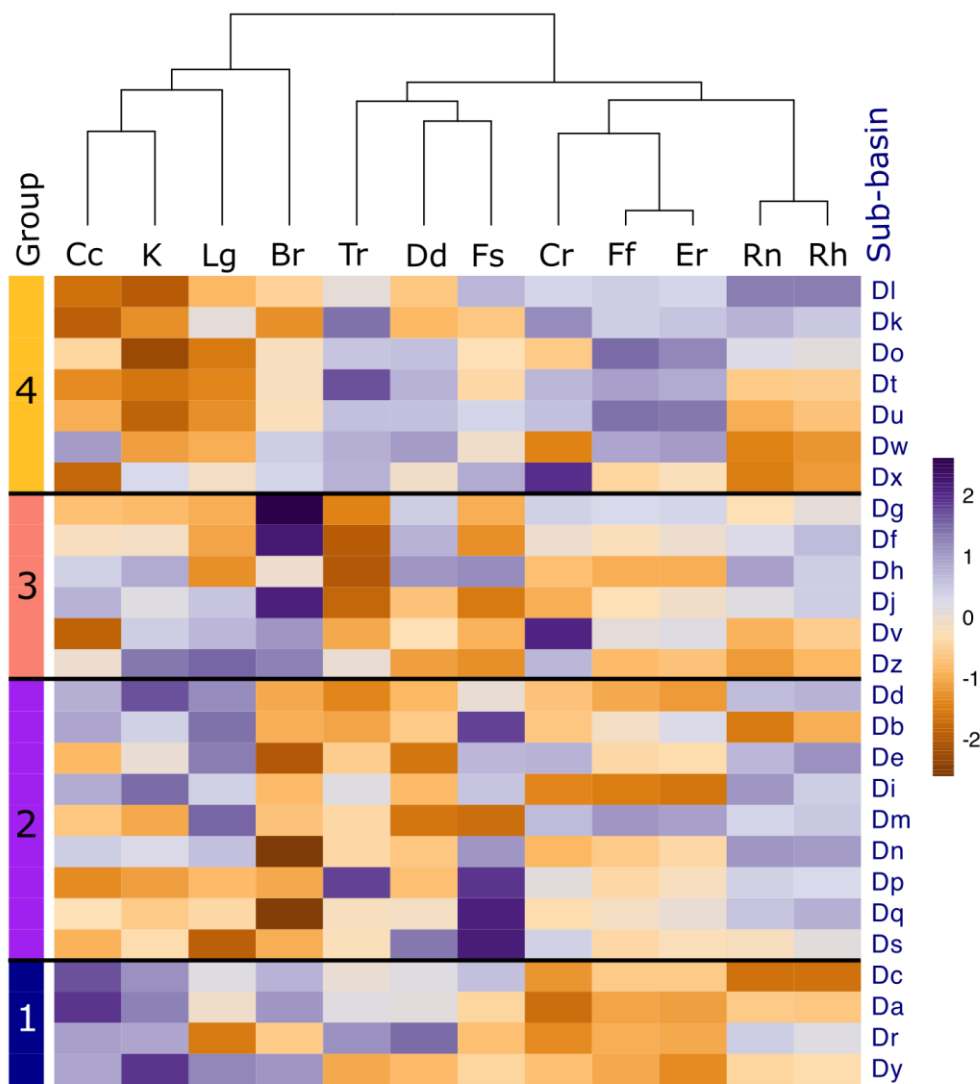 Group
Sub-basin
Cc K Lg Br Tr Dd Fs Cr Ff Er Rn Rh
Dl
Dk
Do
4 Dt
Du
Dw
Dx
Dg
Df
3 Dh
Dj
Dv
Dz
Dd
Db
De
Di
2 Dm
Dn
Dp
Dq
Ds
Dc
1 Da
Dr
Dy
2
1
0
-1
-2